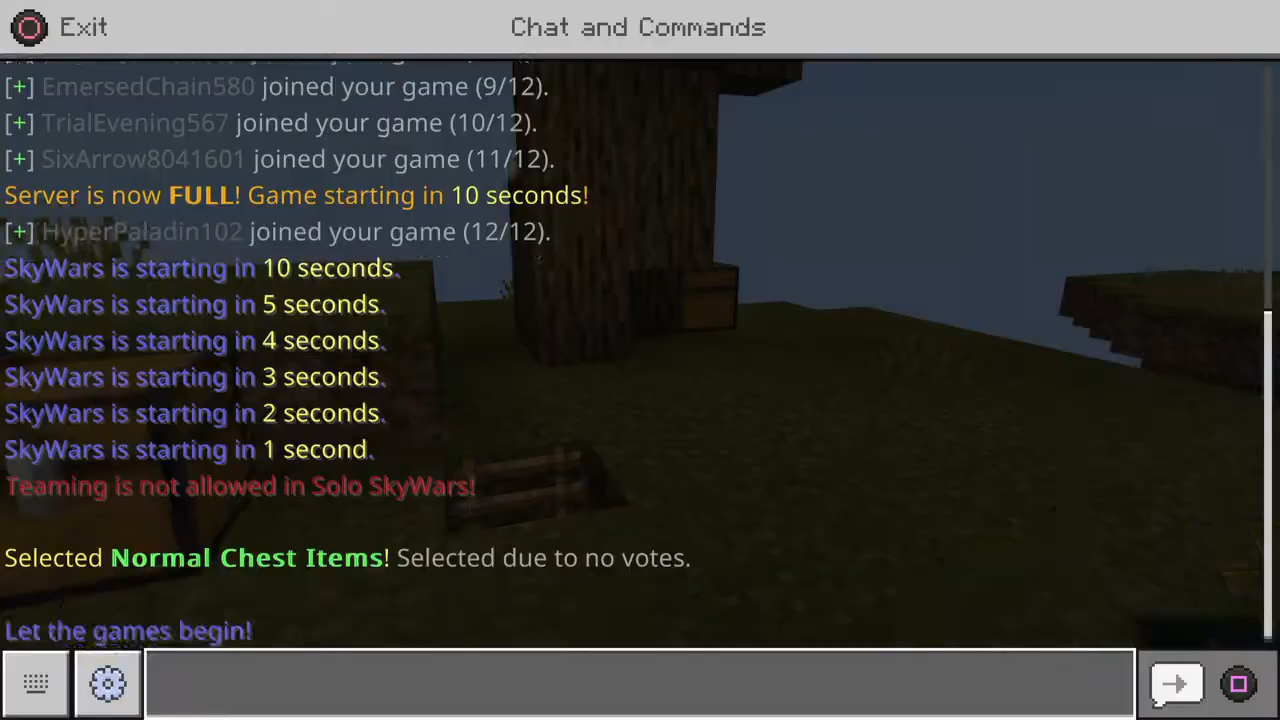 Exit
Chat and Commands
[+] EmersedChain580 joined your game (9/12).
[+] TrialEvening567 joined your game (10/12).
[+] SixArrow8041601 joined your game (11/12).
Server is now FULL! Game starting in 10 seconds!
[+] HyperPaladin102 joined your game (12/12).
SkyWars is starting in 10 seconds.
SkyWars is starting in 5 seconds.
SkyWars is starting in 4 seconds.
SkyWars is starting in 3 seconds.
SkyWars is starting in 2 seconds.
SkyWars is starting in 1 second.
Teaming is not allowed in Solo SkyWars!
Selected Normal Chest Items! Selected due to no votes.
Let the games begin!